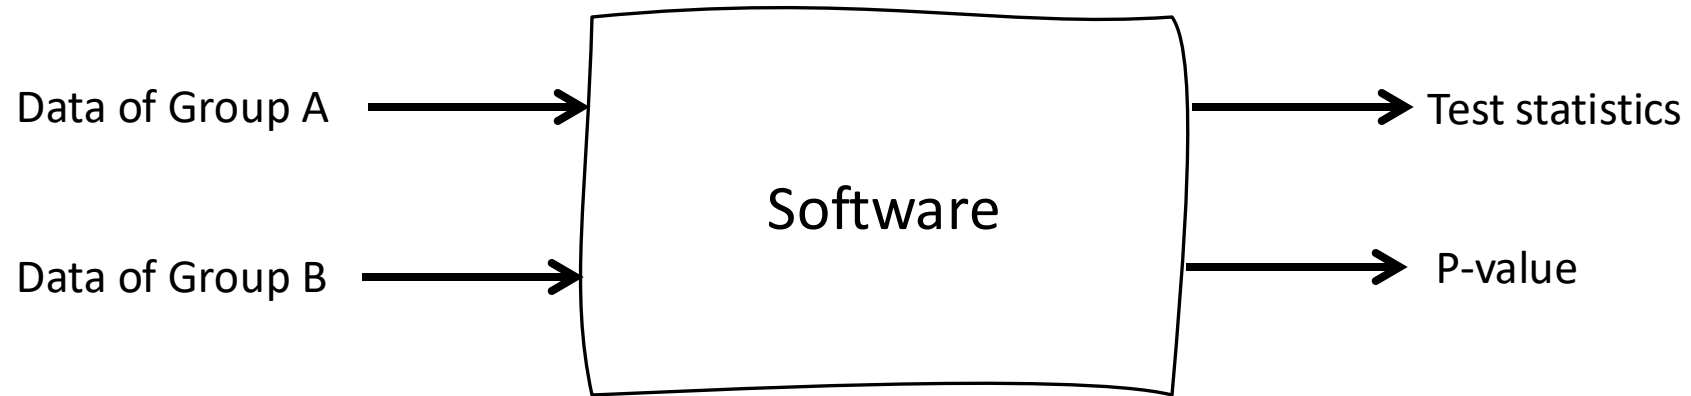 Data of Group A
Test statistics
Software
Data of Group B
P-value